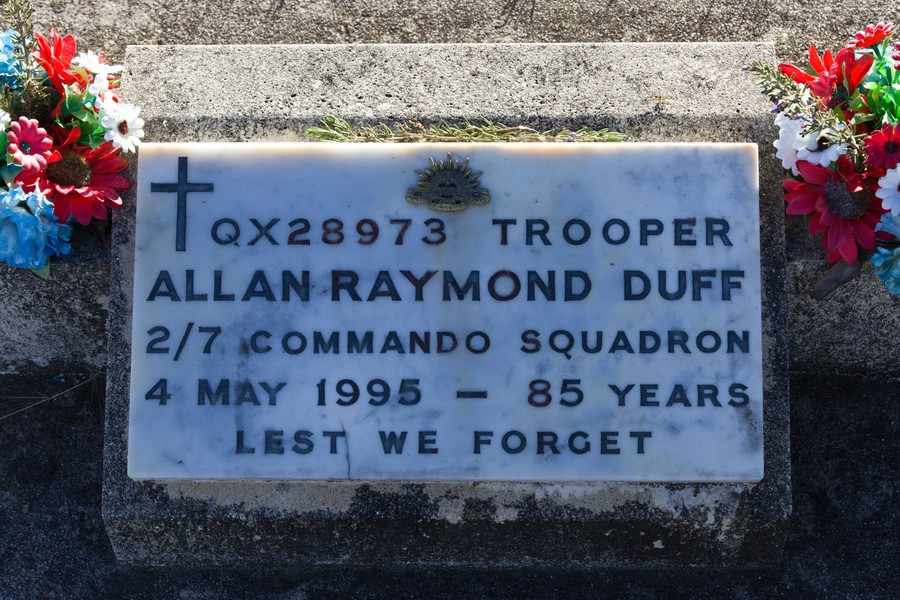 QX28973 TROOPER
ALLAN RAYMOND DUFF
2/7 COMMANDO SQUADRON
4 MAY 1995 — 85 YEARS
LEST WE FORGET